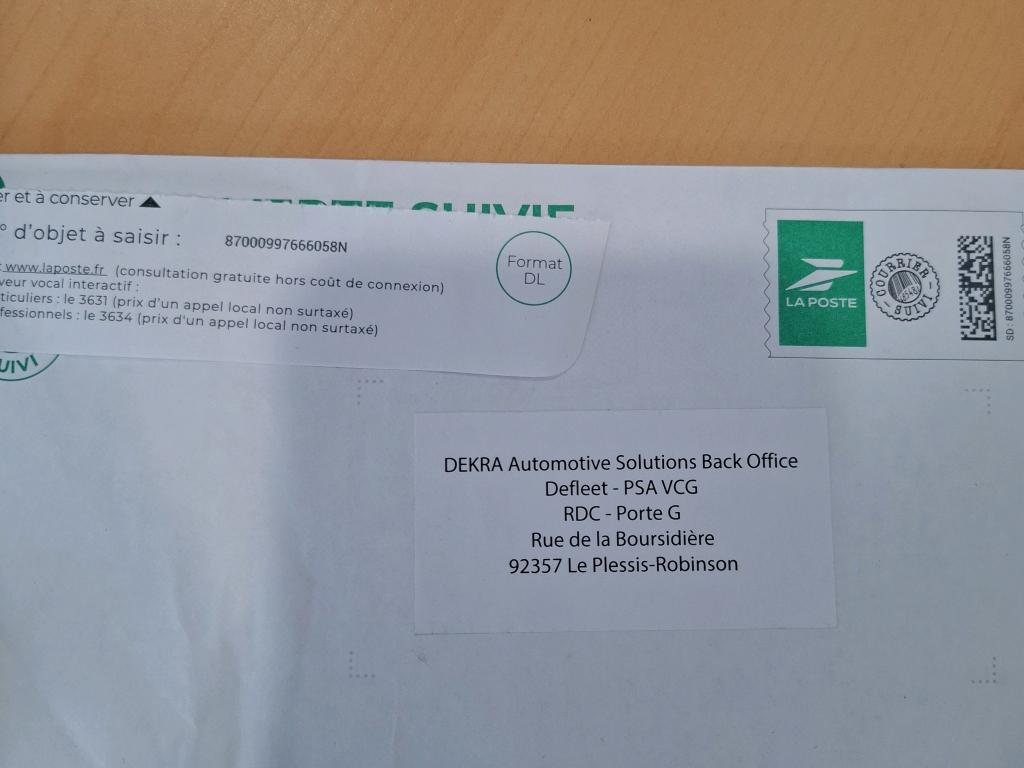 er et à conserver
° d'objet à saisir : 87000997666058N
www.laposte.fr (consultation gratuite hors coût de connexion)
veur vocal interactif :
ticuliers : le 3631 (prix d'un appel local non surtaxé)
fessionnels : le 3634 (prix d'un appel local non surtaxé)
Format
DL
SUIVIE
UIVI
LA POSTE
COURRIER
SUIVI
SD : 87000997666058N
DEKRA Automotive Solutions Back Office
Defleet - PSA VCG
RDC - Porte G
Rue de la Boursidière
92357 Le Plessis-Robinson